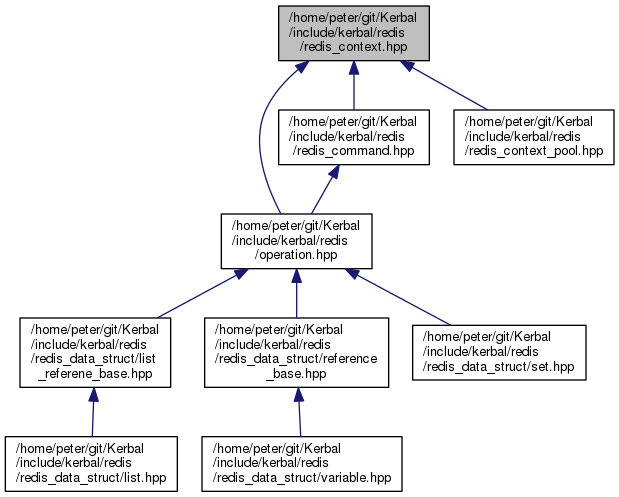 /home/peter/git/Kerbal
/include/kerbal/redis
/redis_context.hpp
/home/peter/git/Kerbal
/include/kerbal/redis
/redis_command.hpp
/home/peter/git/Kerbal
/include/kerbal/redis
/redis_context_pool.hpp
/home/peter/git/Kerbal
/include/kerbal/redis
/operation.hpp
/home/peter/git/Kerbal
/include/kerbal/redis
/redis_data_struct/list
_referene_base.hpp
/home/peter/git/Kerbal
/include/kerbal/redis
/redis_data_struct/reference
_base.hpp
/home/peter/git/Kerbal
/include/kerbal/redis
/redis_data_struct/set.hpp
/home/peter/git/Kerbal
/include/kerbal/redis
/redis_data_struct/list.hpp
/home/peter/git/Kerbal
/include/kerbal/redis
/redis_data_struct/variable.hpp